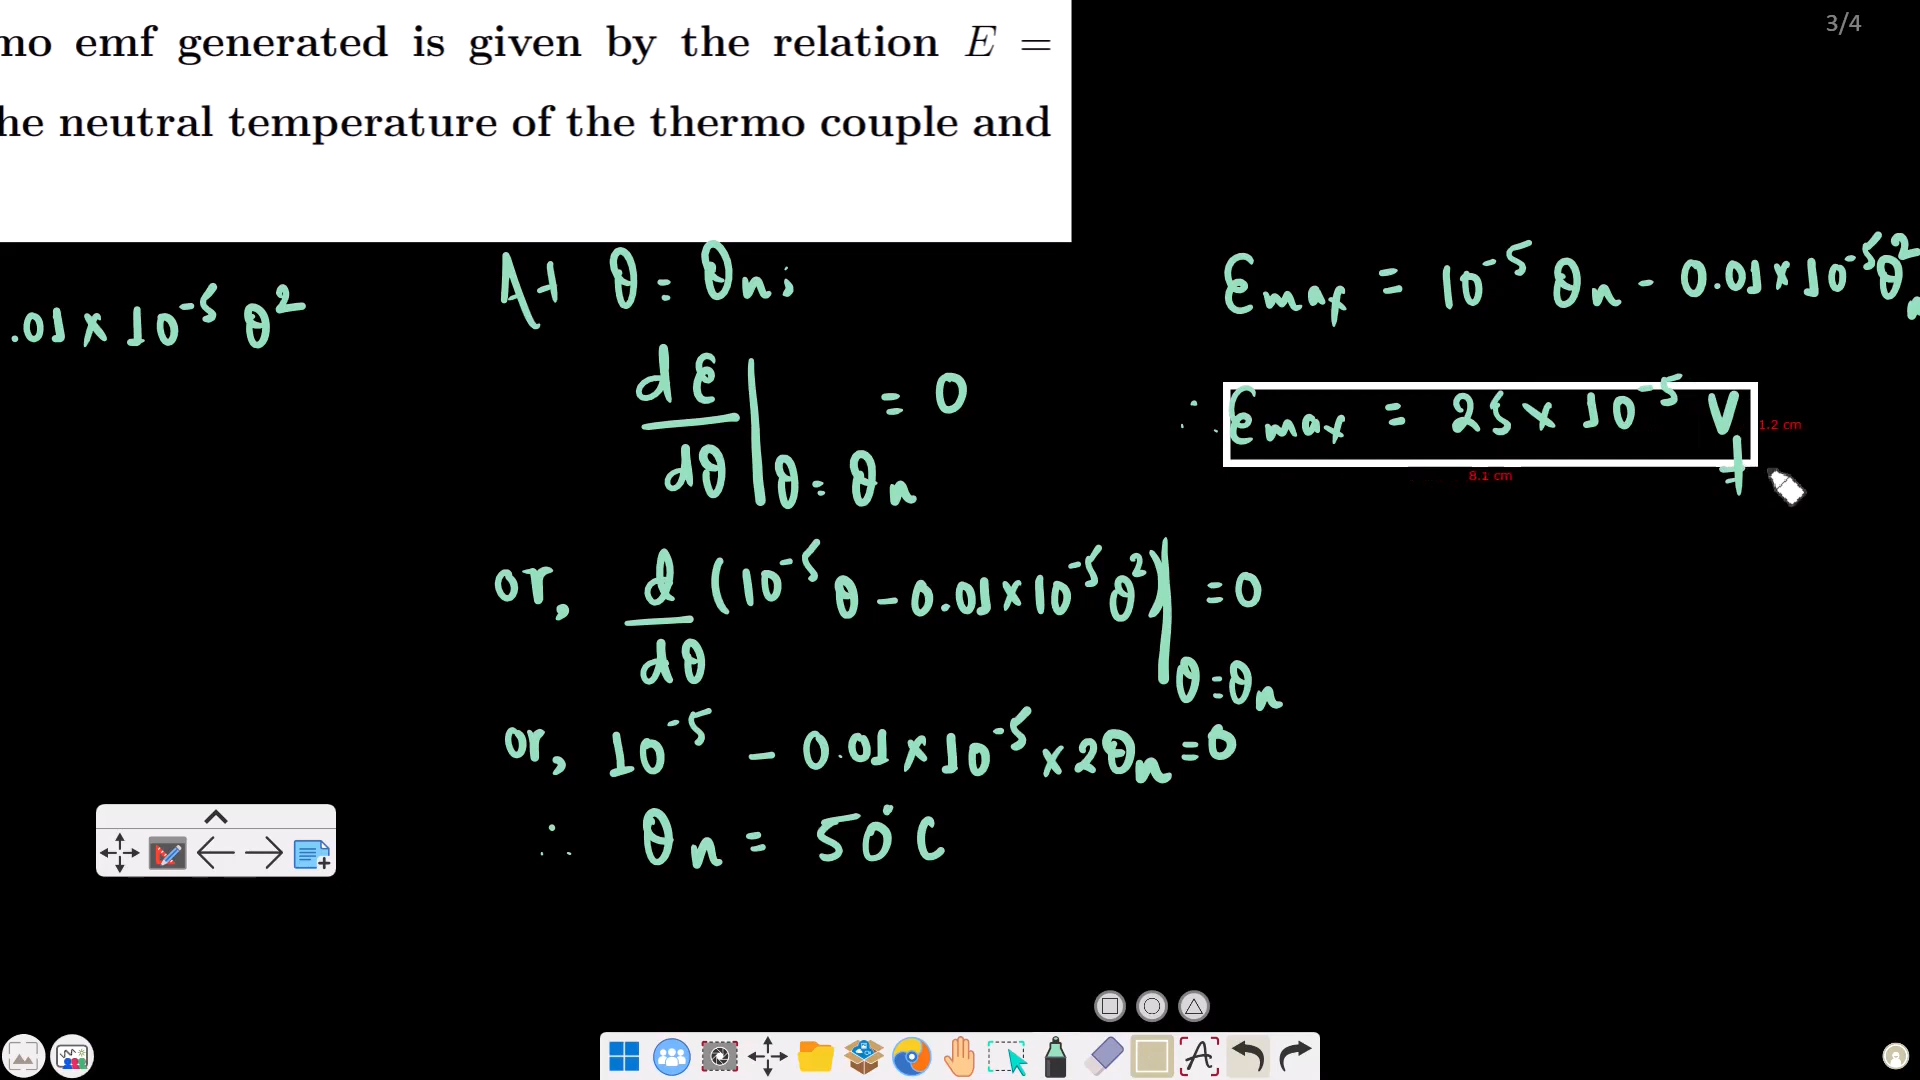 3/4
mo emf generated is given by the relation E =
he neutral temperature of the thermo couple and
.01 × 10⁻⁵ θ²
At θ = θn;
dℰ/dθ | θ = θn = 0
or, d/dθ (10⁻⁵ θ − 0.01 × 10⁻⁵ θ²) | θ = θn = 0
or, 10⁻⁵ − 0.01 × 10⁻⁵ × 2θn = 0
∴ θn = 50°C
ℰmax = 10⁻⁵ θn − 0.01 × 10⁻⁵ θn²
∴ ℰmax = 25 × 10⁻⁵ V
1.2 cm
8.1 cm